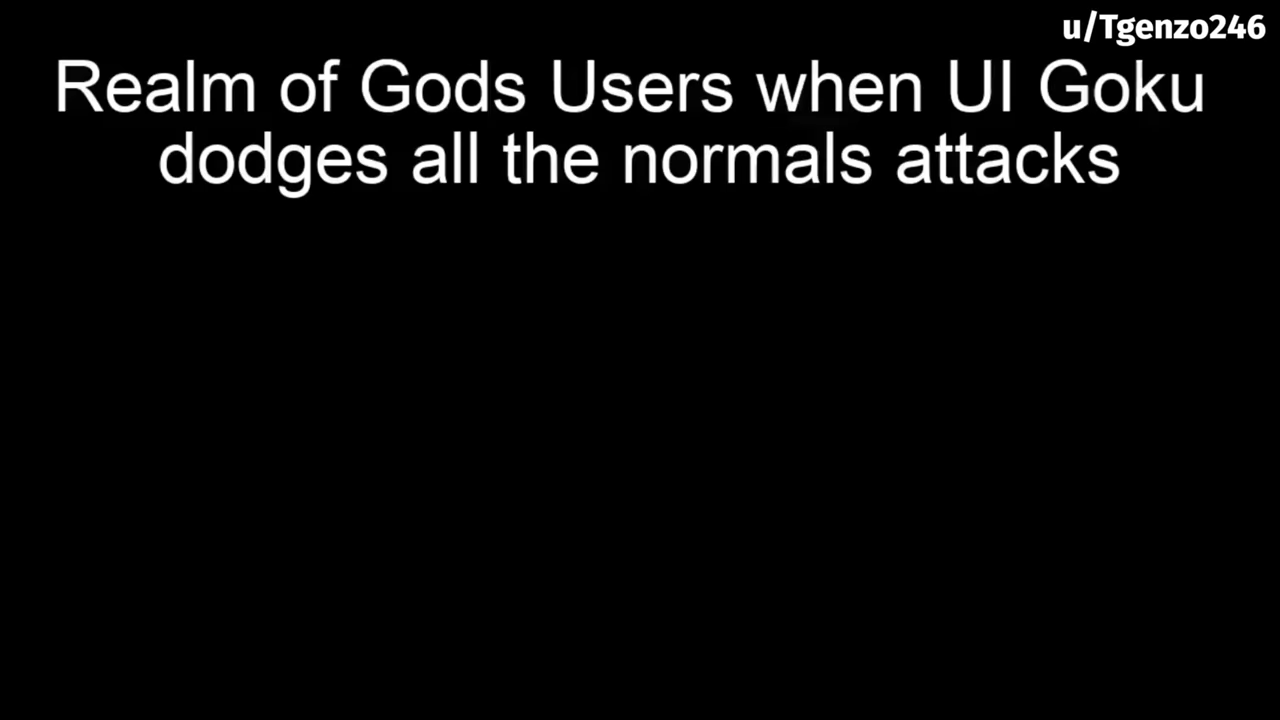 u/Tgenzo246
Realm of Gods Users when UI Goku
dodges all the normals attacks